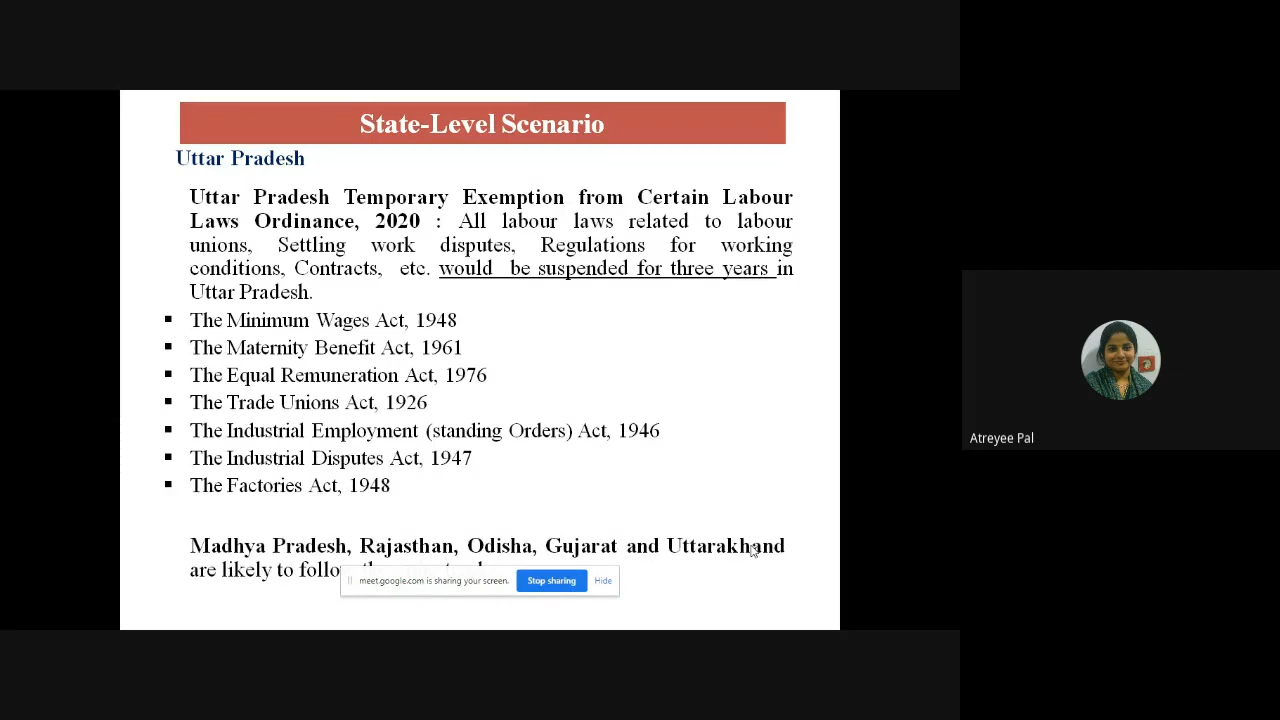 State-Level Scenario
Uttar Pradesh
Uttar Pradesh Temporary Exemption from Certain Labour
Laws Ordinance, 2020 : All labour laws related to labour
unions, Settling work disputes, Regulations for working
conditions, Contracts, etc. would be suspended for three years in
Uttar Pradesh.
▪ The Minimum Wages Act, 1948
▪ The Maternity Benefit Act, 1961
▪ The Equal Remuneration Act, 1976
▪ The Trade Unions Act, 1926
▪ The Industrial Employment (standing Orders) Act, 1946
▪ The Industrial Disputes Act, 1947
▪ The Factories Act, 1948
Madhya Pradesh, Rajasthan, Odisha, Gujarat and Uttarakhand
are likely to
meet.google.com is sharing your screen. Stop sharing Hide
Atreyee Pal